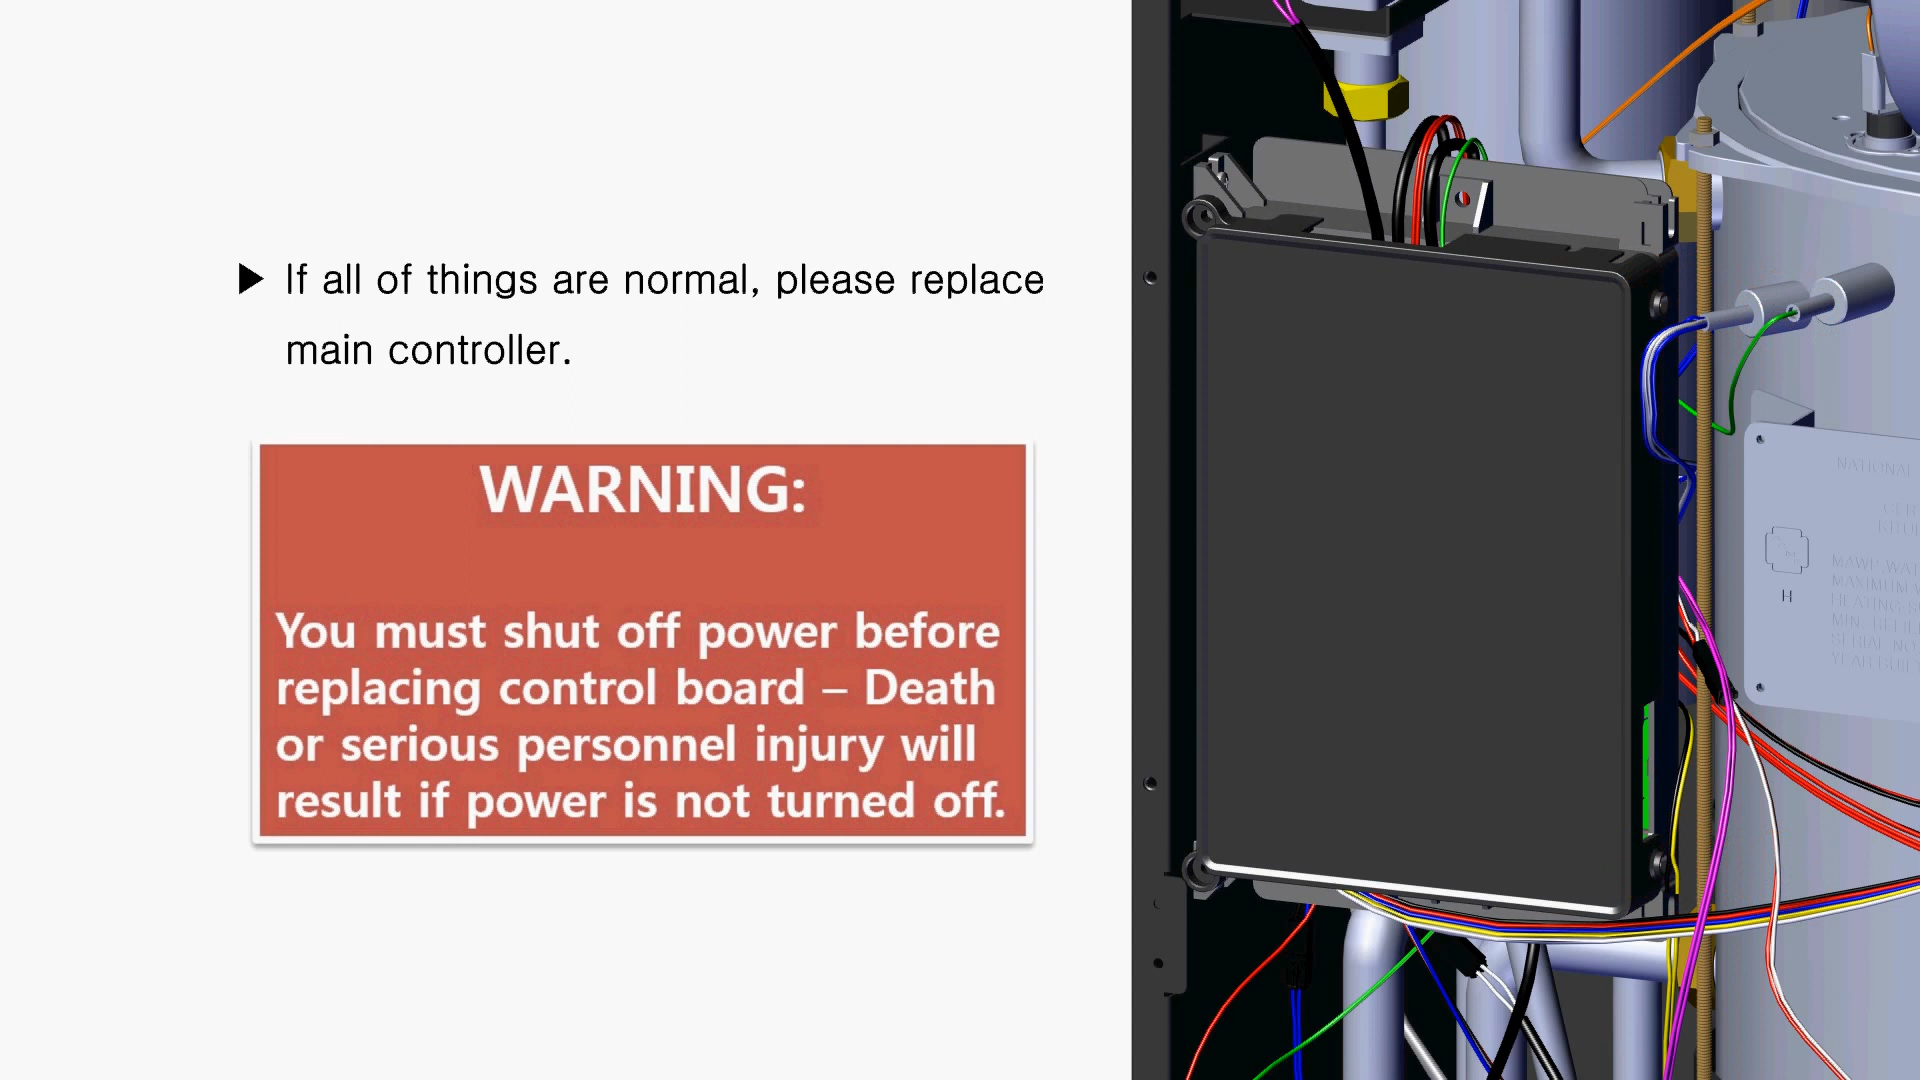 ▶ If all of things are normal, please replace
main controller.
WARNING:
You must shut off power before
replacing control board – Death
or serious personnel injury will
result if power is not turned off.
NATIONAL
H
MAXIMUM